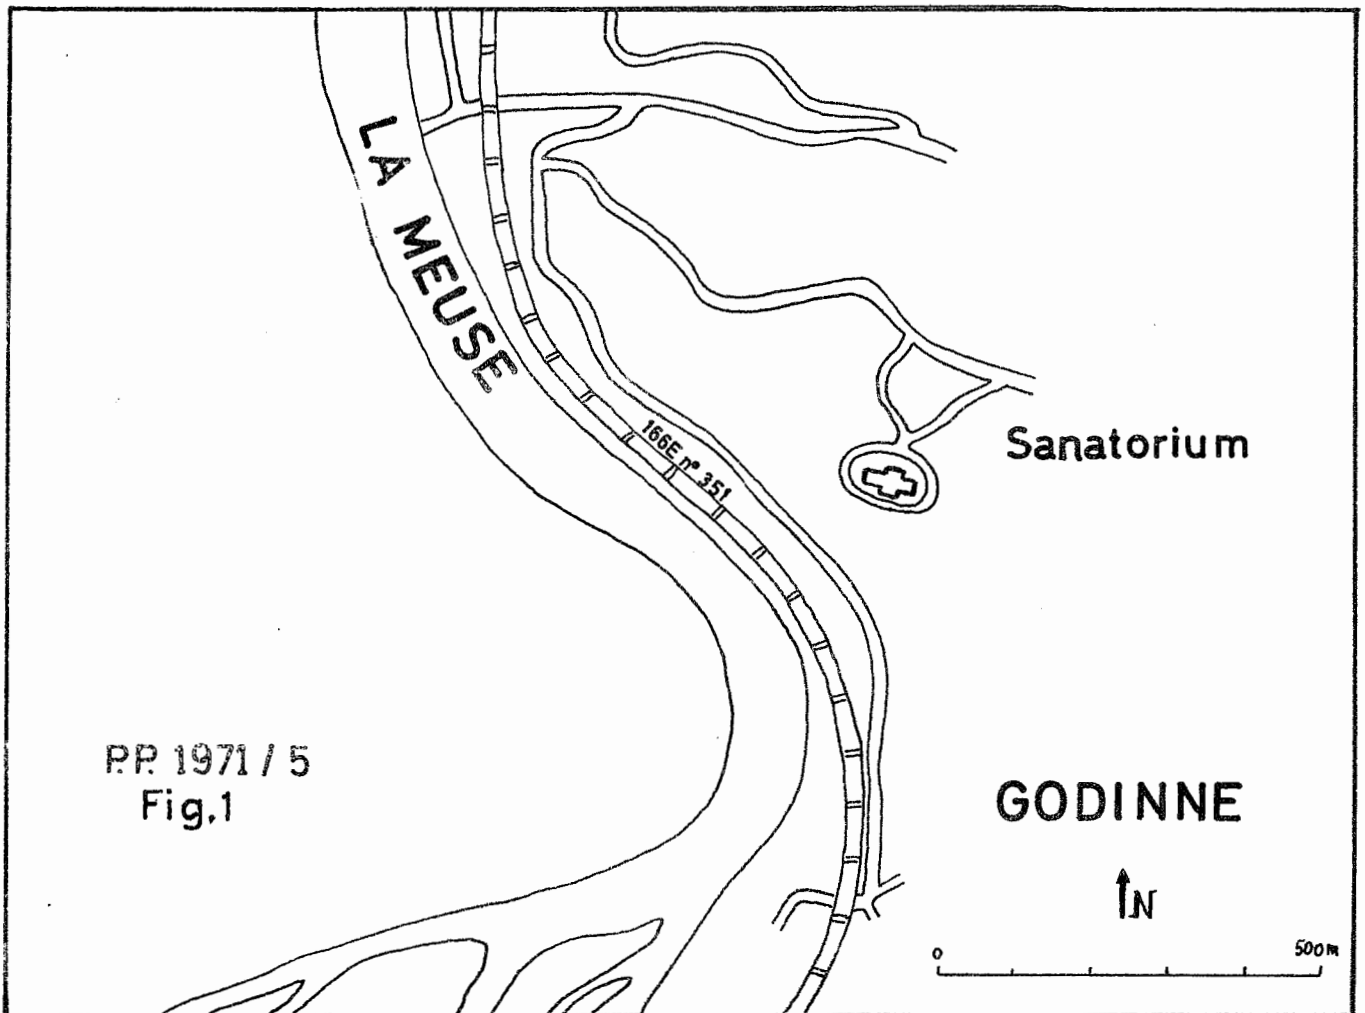 LA MEUSE
166E n° 351
Sanatorium
P.P. 1971 / 5
Fig.1
GODINNE
N
0 500m